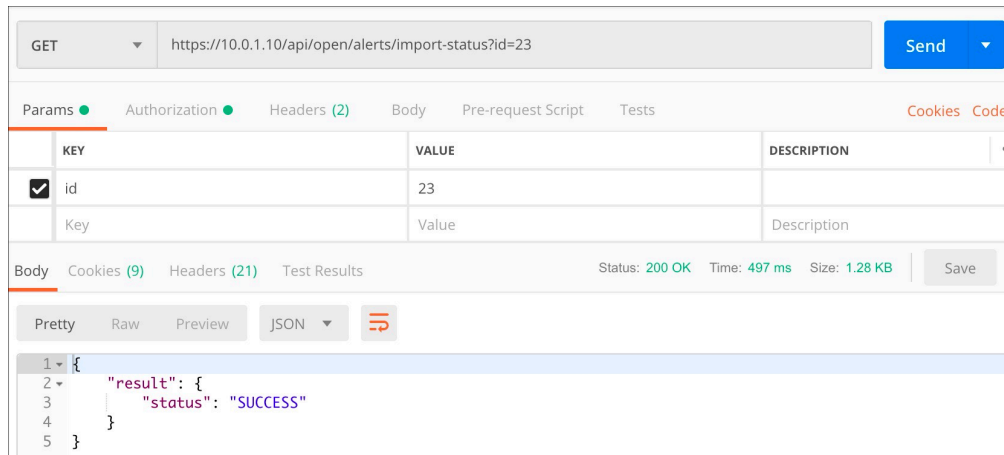 GET https://10.0.1.10/api/open/alerts/import-status?id=23 Send
Params Authorization Headers (2) Body Pre-request Script Tests Cookies Code
KEY VALUE DESCRIPTION
id 23
Key Value Description
Body Cookies (9) Headers (21) Test Results Status: 200 OK Time: 497 ms Size: 1.28 KB Save
Pretty Raw Preview JSON
1 {
2 "result": {
3 "status": "SUCCESS"
4 }
5 }